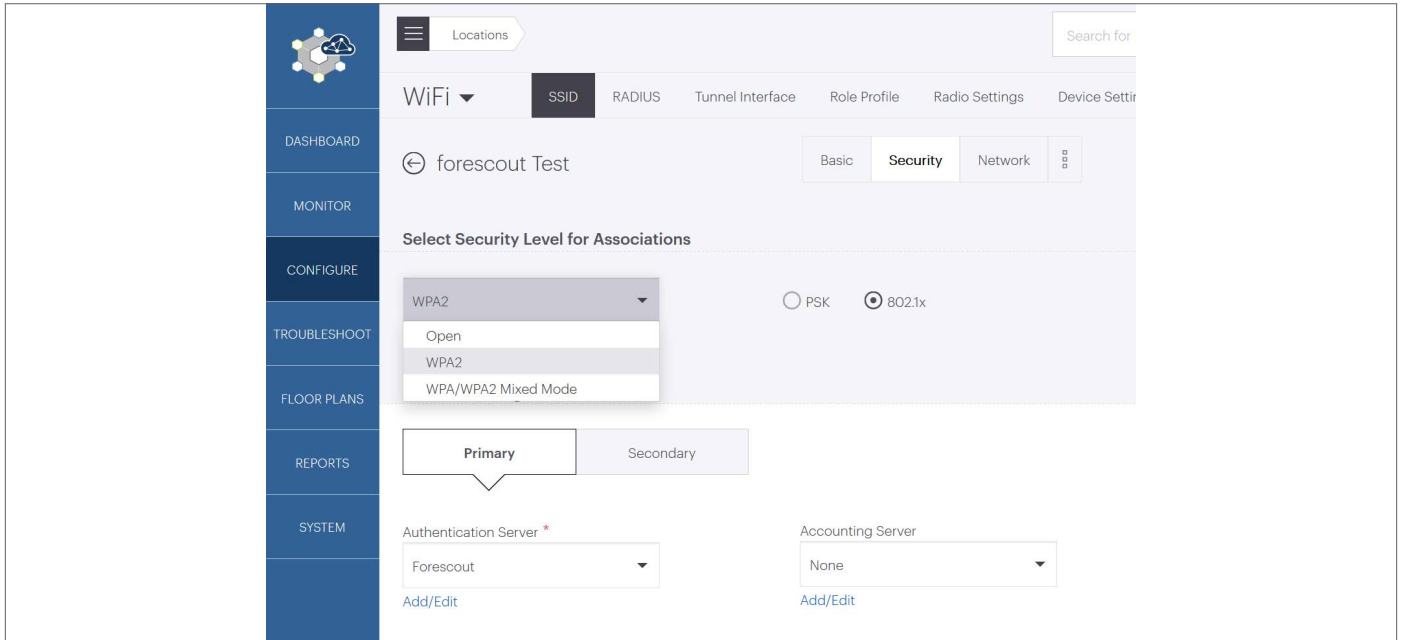 Locations
Search for
WiFi
SSID
RADIUS
Tunnel Interface
Role Profile
Radio Settings
Device Settin
DASHBOARD
MONITOR
CONFIGURE
TROUBLESHOOT
FLOOR PLANS
REPORTS
SYSTEM
forescout Test
Basic
Security
Network
Select Security Level for Associations
WPA2
PSK
802.1x
Open
WPA2
WPA/WPA2 Mixed Mode
Primary
Secondary
Authentication Server *
Accounting Server
Forescout
None
Add/Edit
Add/Edit